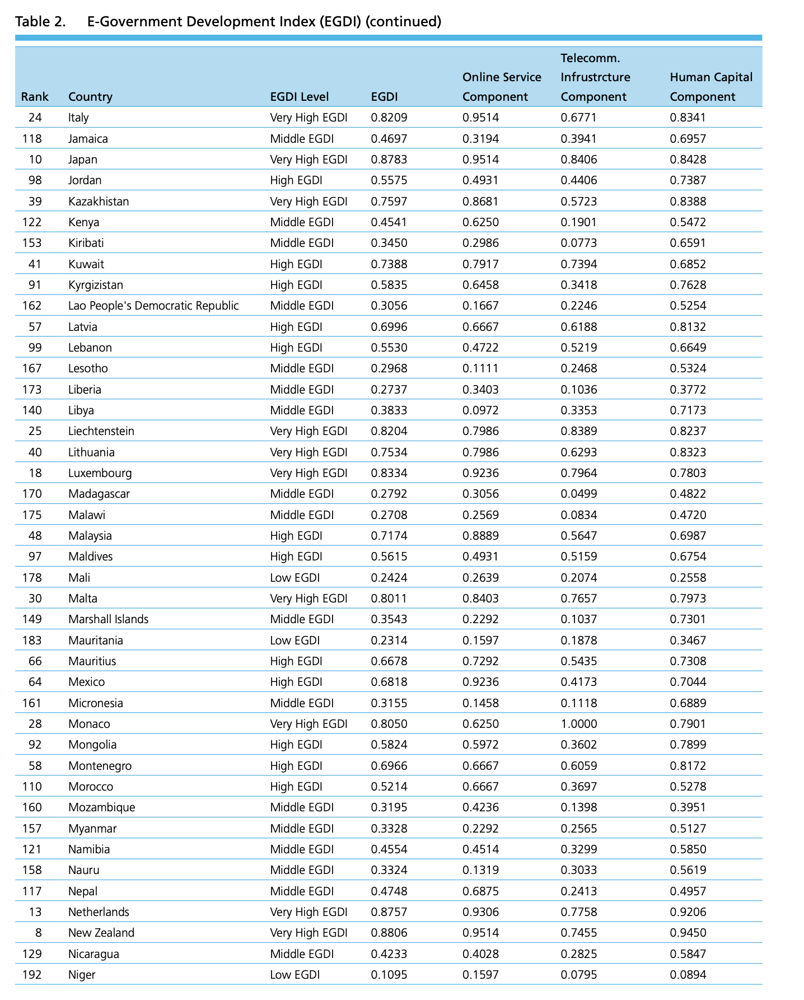 Table 2. E-Government Development Index (EGDI) (continued)
Telecomm.
Online Service Infrustrcture Human Capital
Rank Country EGDI Level EGDI Component Component Component
24 Italy Very High EGDI 0.8209 0.9514 0.6771 0.8341
118 Jamaica Middle EGDI 0.4697 0.3194 0.3941 0.6957
10 Japan Very High EGDI 0.8783 0.9514 0.8406 0.8428
98 Jordan High EGDI 0.5575 0.4931 0.4406 0.7387
39 Kazakhstan Very High EGDI 0.7597 0.8681 0.5723 0.8388
122 Kenya Middle EGDI 0.4541 0.6250 0.1901 0.5472
153 Kiribati Middle EGDI 0.3450 0.2986 0.0773 0.6591
41 Kuwait High EGDI 0.7388 0.7917 0.7394 0.6852
91 Kyrgizistan High EGDI 0.5835 0.6458 0.3418 0.7628
162 Lao People's Democratic Republic Middle EGDI 0.3056 0.1667 0.2246 0.5254
57 Latvia High EGDI 0.6996 0.6667 0.6188 0.8132
99 Lebanon High EGDI 0.5530 0.4722 0.5219 0.6649
167 Lesotho Middle EGDI 0.2968 0.1111 0.2468 0.5324
173 Liberia Middle EGDI 0.2737 0.3403 0.1036 0.3772
140 Libya Middle EGDI 0.3833 0.0972 0.3353 0.7173
25 Liechtenstein Very High EGDI 0.8204 0.7986 0.8389 0.8237
40 Lithuania Very High EGDI 0.7534 0.7986 0.6293 0.8323
18 Luxembourg Very High EGDI 0.8334 0.9236 0.7964 0.7803
170 Madagascar Middle EGDI 0.2792 0.3056 0.0499 0.4822
175 Malawi Middle EGDI 0.2708 0.2569 0.0834 0.4720
48 Malaysia High EGDI 0.7174 0.8889 0.5647 0.6987
97 Maldives High EGDI 0.5615 0.4931 0.5159 0.6754
178 Mali Low EGDI 0.2424 0.2639 0.2074 0.2558
30 Malta Very High EGDI 0.8011 0.8403 0.7657 0.7973
149 Marshall Islands Middle EGDI 0.3543 0.2292 0.1037 0.7301
183 Mauritania Low EGDI 0.2314 0.1597 0.1878 0.3467
66 Mauritius High EGDI 0.6678 0.7292 0.5435 0.7308
64 Mexico High EGDI 0.6818 0.9236 0.4173 0.7044
161 Micronesia Middle EGDI 0.3155 0.1458 0.1118 0.6889
28 Monaco Very High EGDI 0.8050 0.6250 1.0000 0.7901
92 Mongolia High EGDI 0.5824 0.5972 0.3602 0.7899
58 Montenegro High EGDI 0.6966 0.6667 0.6059 0.8172
110 Morocco High EGDI 0.5214 0.6667 0.3697 0.5278
160 Mozambique Middle EGDI 0.3195 0.4236 0.1398 0.3951
157 Myanmar Middle EGDI 0.3328 0.2292 0.2565 0.5127
121 Namibia Middle EGDI 0.4554 0.4514 0.3299 0.5850
158 Nauru Middle EGDI 0.3324 0.1319 0.3033 0.5619
117 Nepal Middle EGDI 0.4748 0.6875 0.2413 0.4957
13 Netherlands Very High EGDI 0.8757 0.9306 0.7758 0.9206
8 New Zealand Very High EGDI 0.8806 0.9514 0.7455 0.9450
129 Nicaragua Middle EGDI 0.4233 0.4028 0.2825 0.5847
192 Niger Low EGDI 0.1095 0.1597 0.0795 0.0894